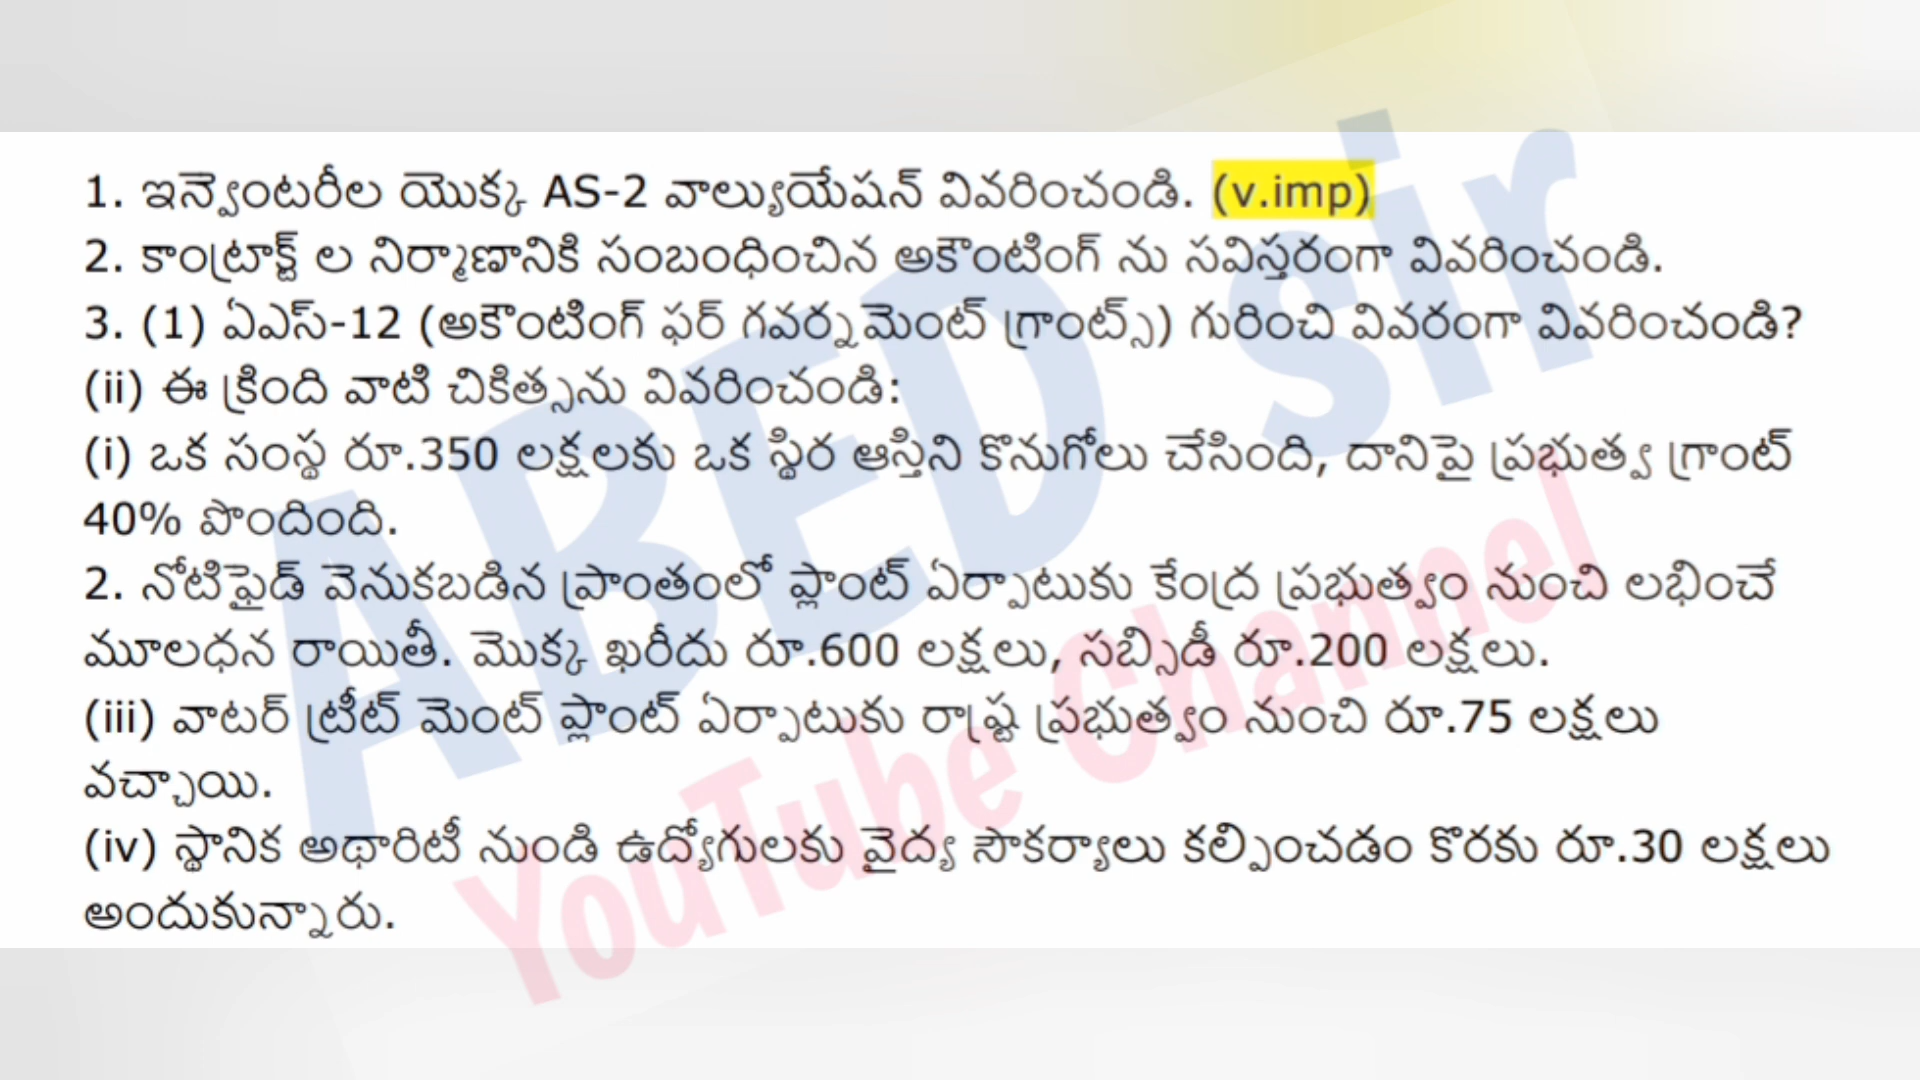 1. ఇన్వెంటరీల యొక్క AS-2 వాల్యుయేషన్ వివరించండి. (v.imp)
2. కాంట్రాక్ట్ ల నిర్మాణానికి సంబంధించిన అకౌంటింగ్ ను సవిస్తరంగా వివరించండి.
3. (1) ఏఎస్-12 (అకౌంటింగ్ ఫర్ గవర్నమెంట్ గ్రాంట్స్) గురించి వివరంగా వివరించండి?
(ii) ఈ క్రింది వాటి చికిత్సను వివరించండి:
(i) ఒక సంస్థ రూ.350 లక్షలకు ఒక స్థిర ఆస్తిని కొనుగోలు చేసింది, దానిపై ప్రభుత్వ గ్రాంట్
40% పొందింది.
2. నోటిఫైడ్ వెనుకబడిన ప్రాంతంలో ప్లాంట్ ఏర్పాటుకు కేంద్ర ప్రభుత్వం నుంచి లభించే
మూలధన రాయితీ. మొక్క ఖరీదు రూ.600 లక్షలు, సబ్సిడీ రూ.200 లక్షలు.
(iii) వాటర్ ట్రీట్ మెంట్ ప్లాంట్ ఏర్పాటుకు రాష్ట్ర ప్రభుత్వం నుంచి రూ.75 లక్షలు
వచ్చాయి.
(iv) స్థానిక అథారిటీ నుండి ఉద్యోగులకు వైద్య సౌకర్యాలు కల్పించడం కొరకు రూ.30 లక్షలు
అందుకున్నారు.
ABED sir
YouTube Channel